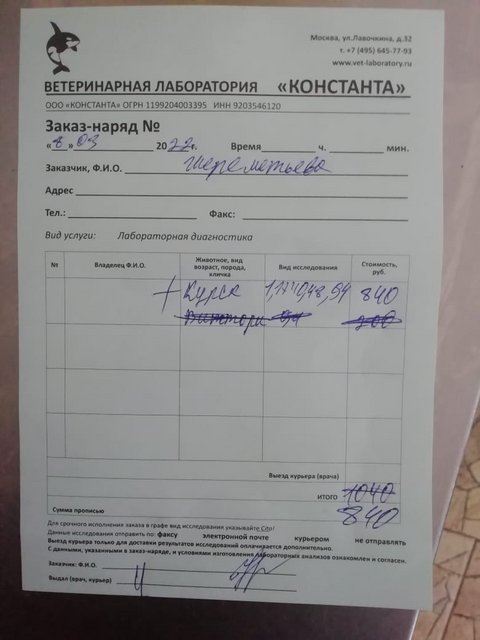 Москва, ул.Лавочкина, д.32
т. +7 (495) 645-77-93
www.vet-laboratory.ru
ВЕТЕРИНАРНАЯ ЛАБОРАТОРИЯ «КОНСТАНТА»
ООО «КОНСТАНТА» ОГРН 1199204003395 ИНН 9203546120
Заказ-наряд №
«8» 03 2022г. Время ч. мин.
Заказчик, Ф.И.О. Шереметьева
Адрес
Тел.: Факс:
Вид услуги: Лабораторная диагностика
№ Владелец Ф.И.О. Животное, вид возраст, порода, кличка Вид исследования Стоимость, руб.
+ Курск 48, 54 840
200
Выезд курьера (врача)
ИТОГО 1040
840
Сумма прописью
Для срочного исполнения заказа в графе вид исследования указывайте Cito!
Данные исследования отправить по: факсу электронной почте курьером не отправлять
Выезд курьера только для доставки результатов исследований оплачивается дополнительно.
С данными, указанными в заказ-наряде, и условиями изготовления лабораторных анализов ознакомлен и согласен.
Заказчик: Ф.И.О.
Выдал (врач, курьер)